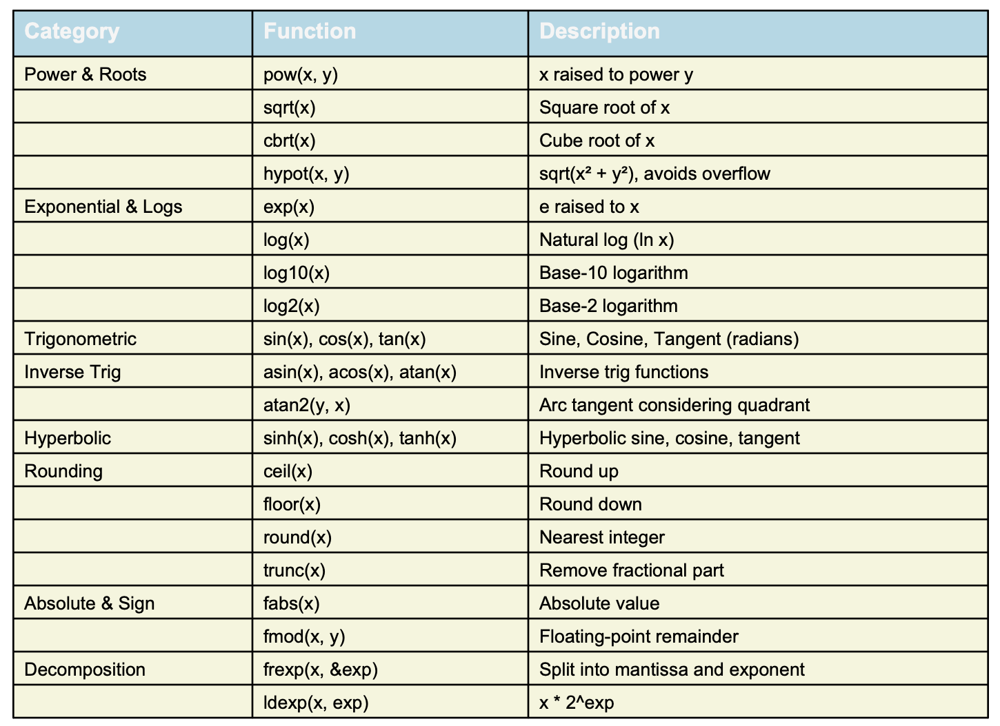 Category Function Description
Power & Roots pow(x, y) x raised to power y
sqrt(x) Square root of x
cbrt(x) Cube root of x
hypot(x, y) sqrt(x² + y²), avoids overflow
Exponential & Logs exp(x) e raised to x
log(x) Natural log (ln x)
log10(x) Base-10 logarithm
log2(x) Base-2 logarithm
Trigonometric sin(x), cos(x), tan(x) Sine, Cosine, Tangent (radians)
Inverse Trig asin(x), acos(x), atan(x) Inverse trig functions
atan2(y, x) Arc tangent considering quadrant
Hyperbolic sinh(x), cosh(x), tanh(x) Hyperbolic sine, cosine, tangent
Rounding ceil(x) Round up
floor(x) Round down
round(x) Nearest integer
trunc(x) Remove fractional part
Absolute & Sign fabs(x) Absolute value
fmod(x, y) Floating-point remainder
Decomposition frexp(x, &exp) Split into mantissa and exponent
ldexp(x, exp) x * 2^exp